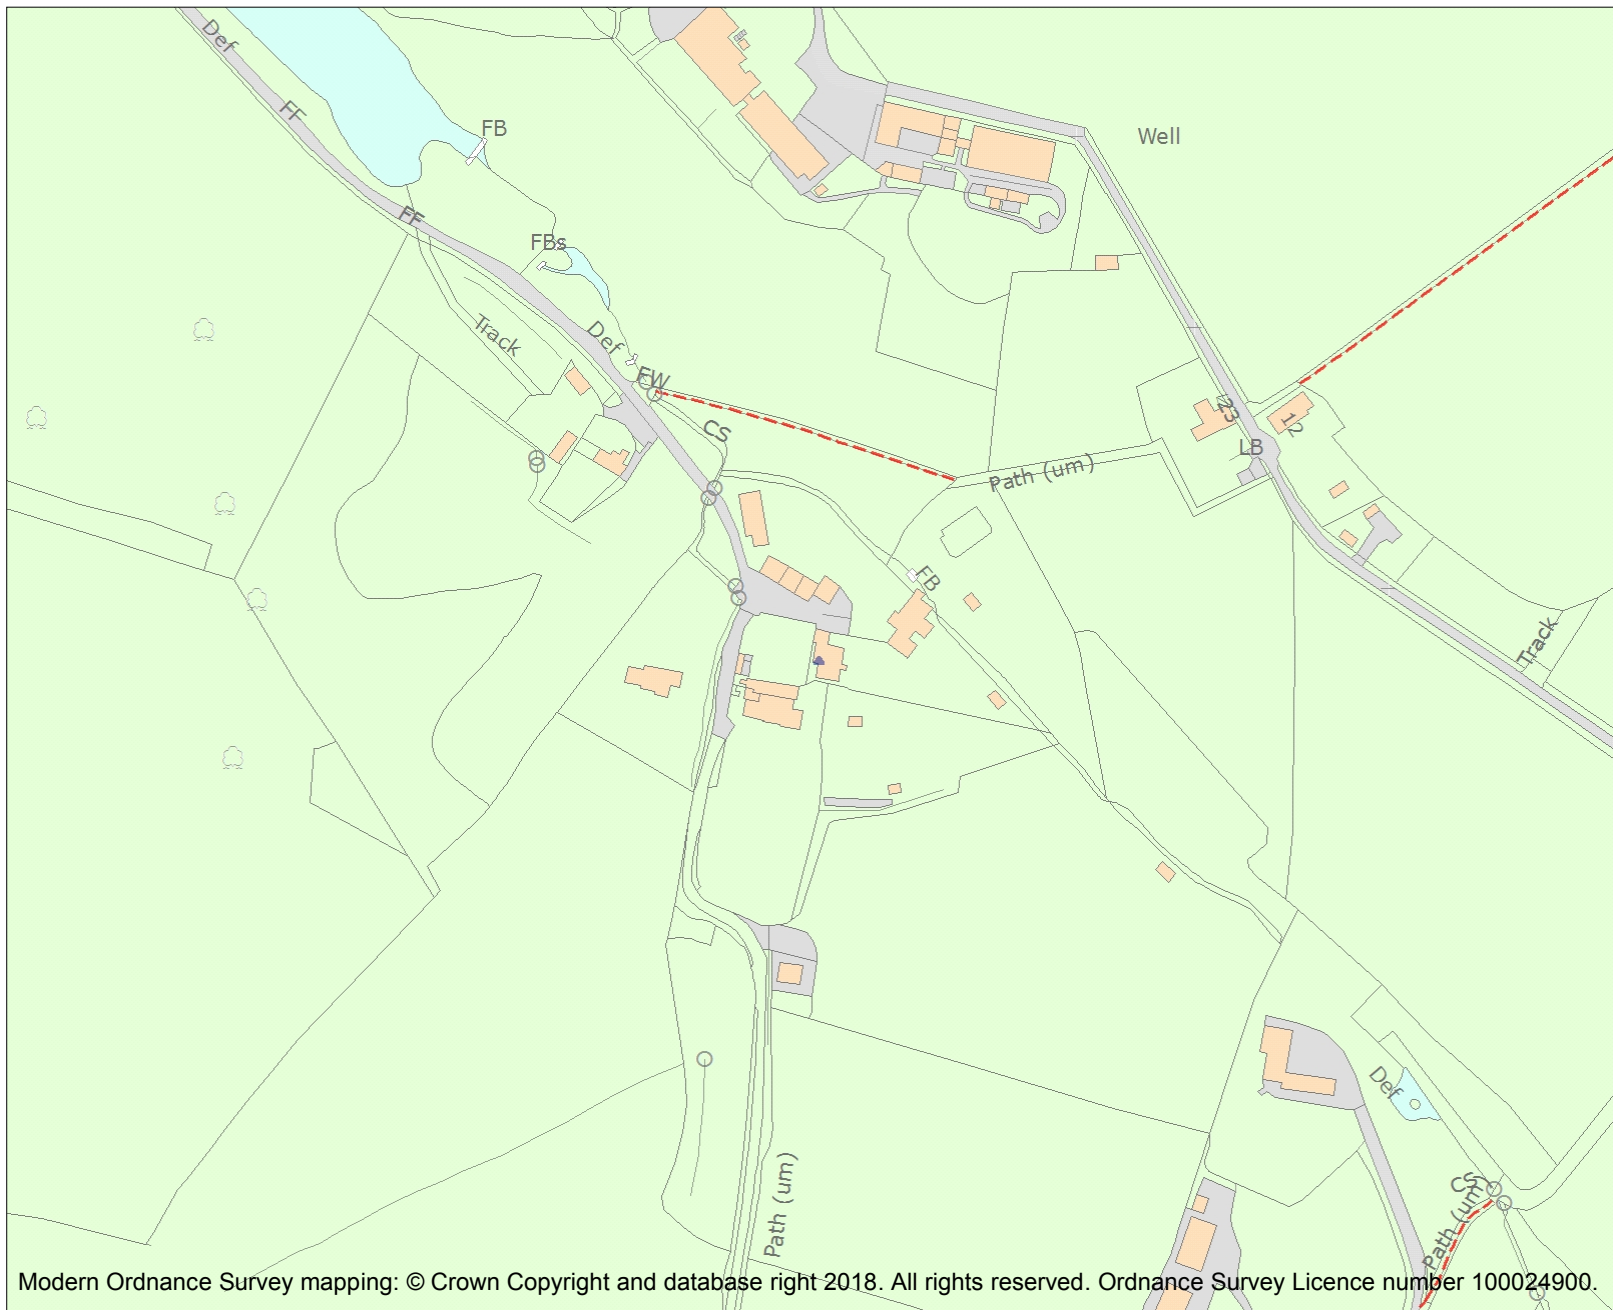 Def
FF
FB
Well
FF
FBs
Track
Def
FW
CS
23
12
LB
Path (um)
FB
Track
Def
CS
Path (um)
Path (um)
Modern Ordnance Survey mapping: © Crown Copyright and database right 2018. All rights reserved. Ordnance Survey Licence number 100024900.